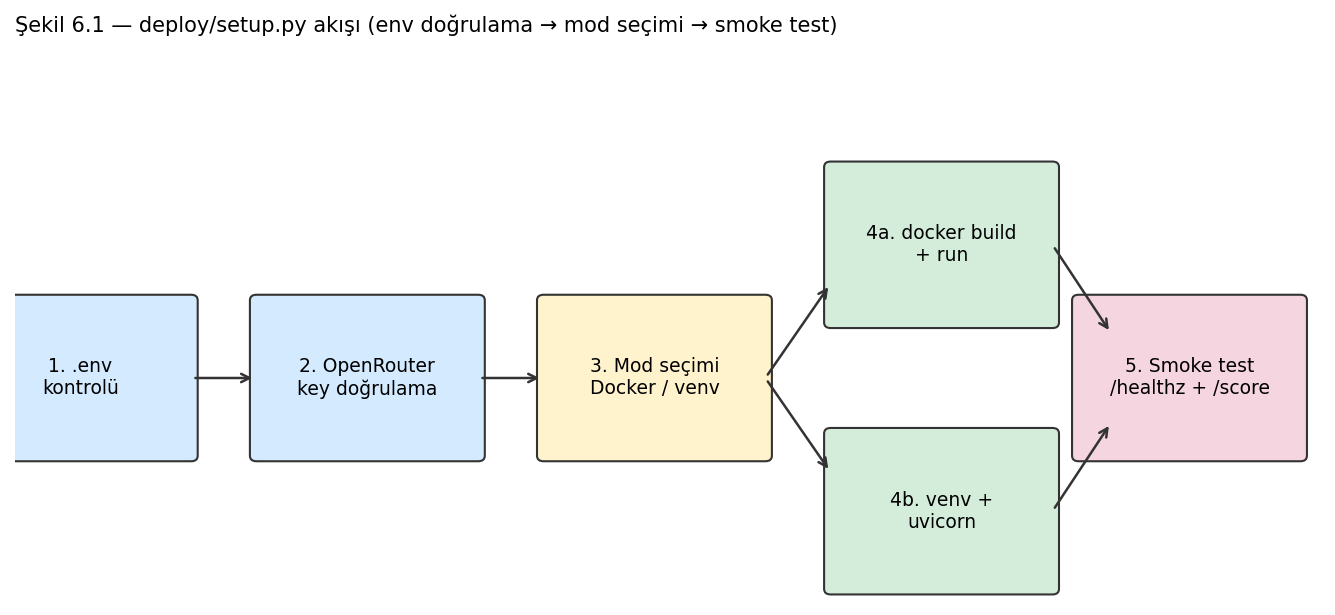 Şekil 6.1 — deploy/setup.py akışı (env doğrulama → mod seçimi → smoke test)
1. .env
kontrolü
2. OpenRouter
key doğrulama
3. Mod seçimi
Docker / venv
4a. docker build
+ run
4b. venv +
uvicorn
5. Smoke test
/healthz + /score